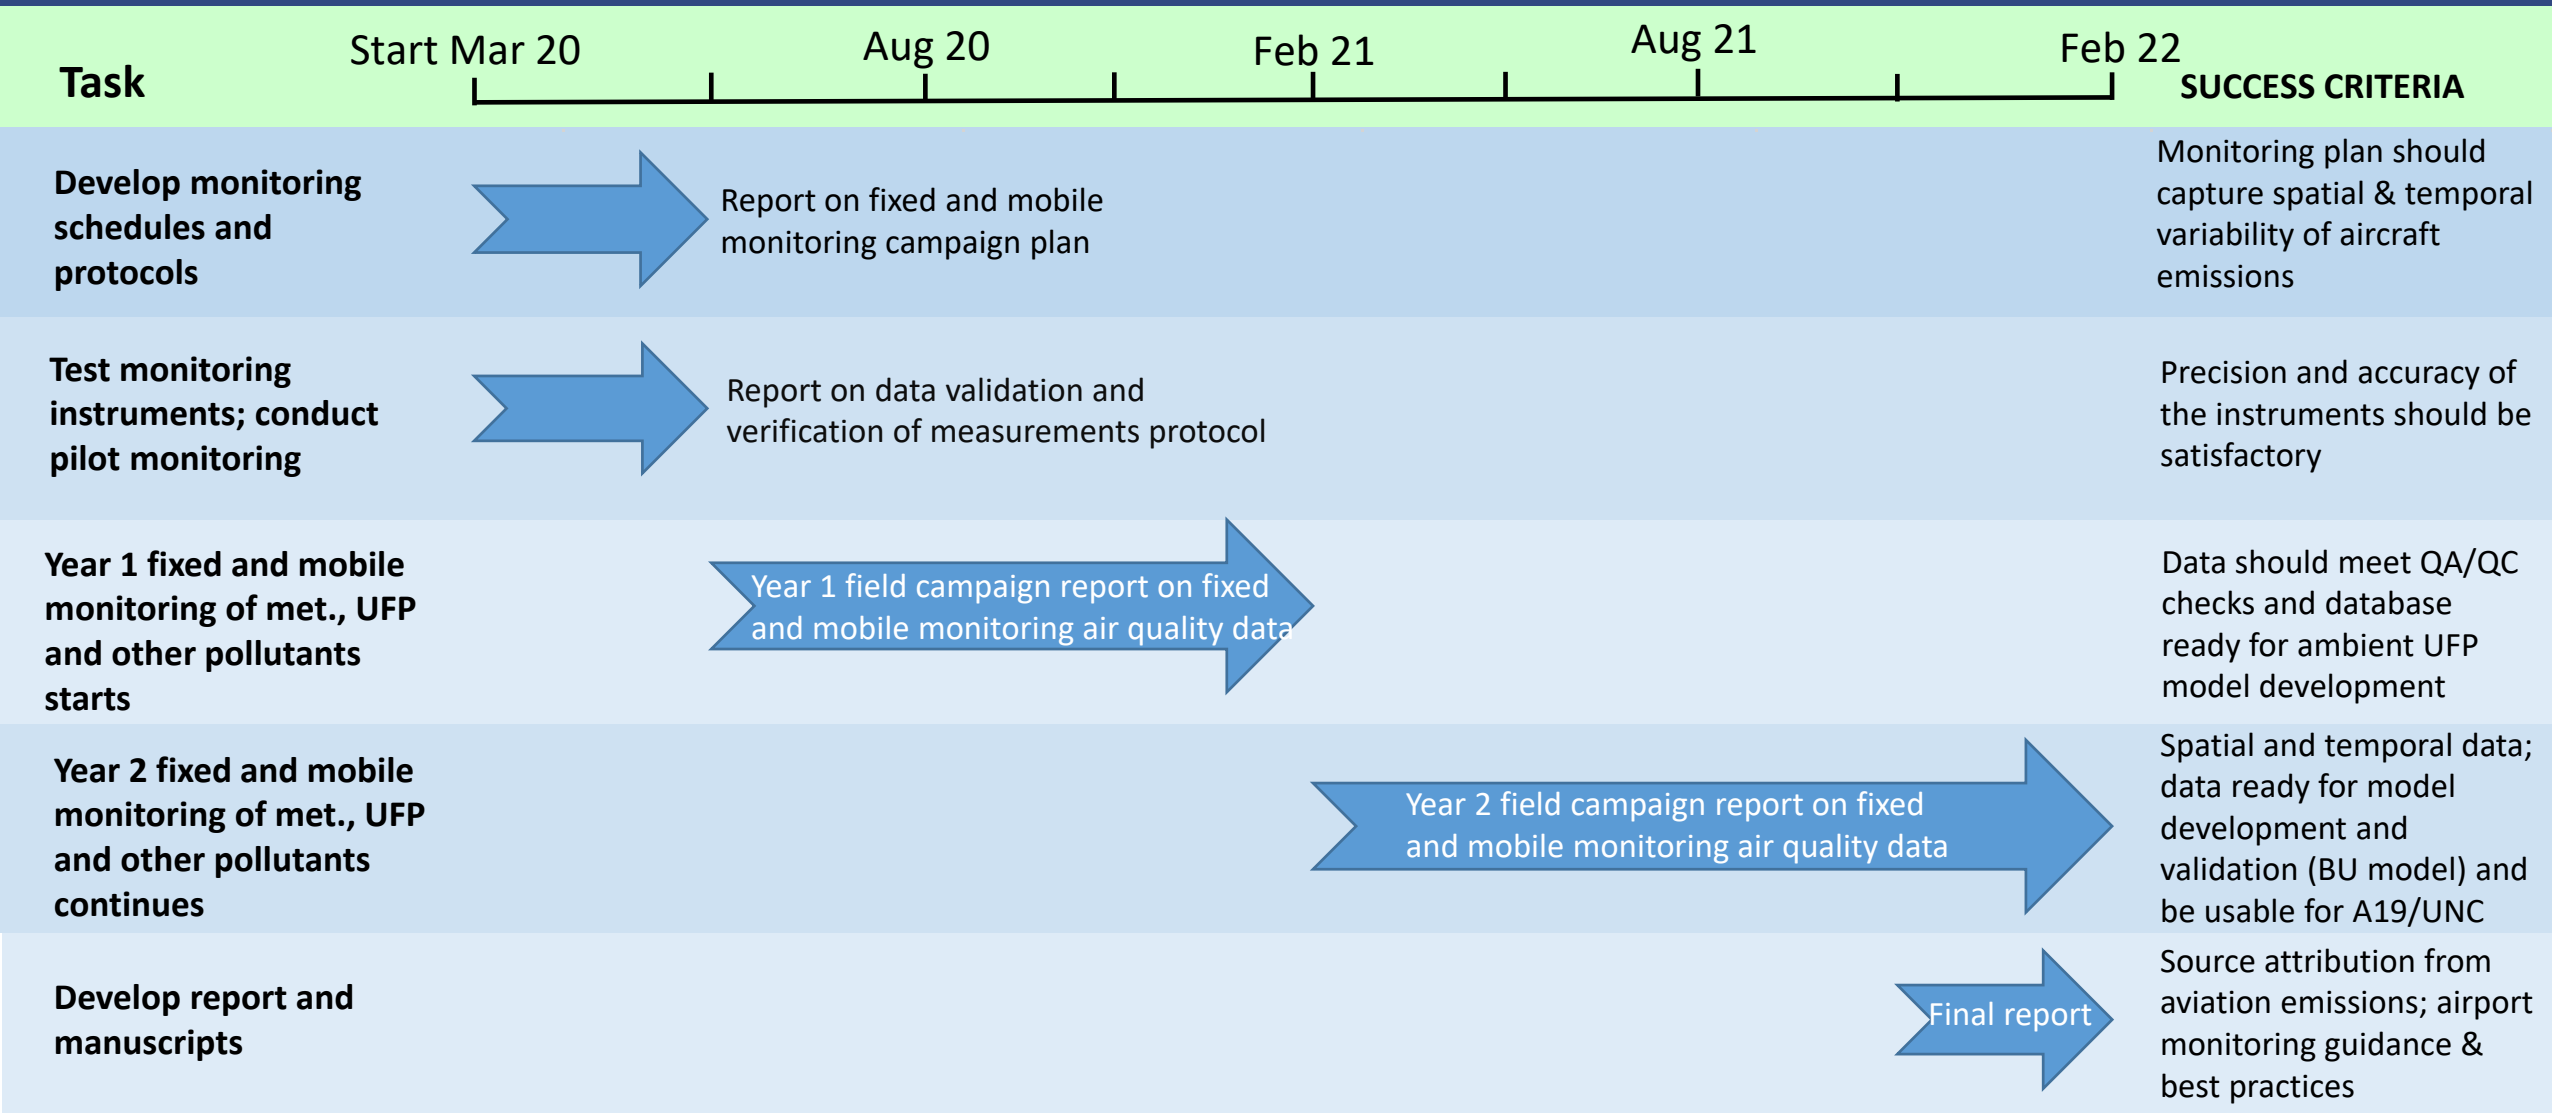 Task
Start Mar 20
Aug 20
Feb 21
Aug 21
Feb 22
SUCCESS CRITERIA
Develop monitoring
schedules and
protocols
Report on fixed and mobile
monitoring campaign plan
Monitoring plan should
capture spatial & temporal
variability of aircraft
emissions
Test monitoring
instruments; conduct
pilot monitoring
Report on data validation and
verification of measurements protocol
Precision and accuracy of
the instruments should be
satisfactory
Year 1 fixed and mobile
monitoring of met., UFP
and other pollutants
starts
Year 1 field campaign report on fixed
and mobile monitoring air quality data
Data should meet QA/QC
checks and database
ready for ambient UFP
model development
Year 2 fixed and mobile
monitoring of met., UFP
and other pollutants
continues
Year 2 field campaign report on fixed
and mobile monitoring air quality data
Spatial and temporal data;
data ready for model
development and
validation (BU model) and
be usable for A19/UNC
Develop report and
manuscripts
Final report
Source attribution from
aviation emissions; airport
monitoring guidance &
best practices